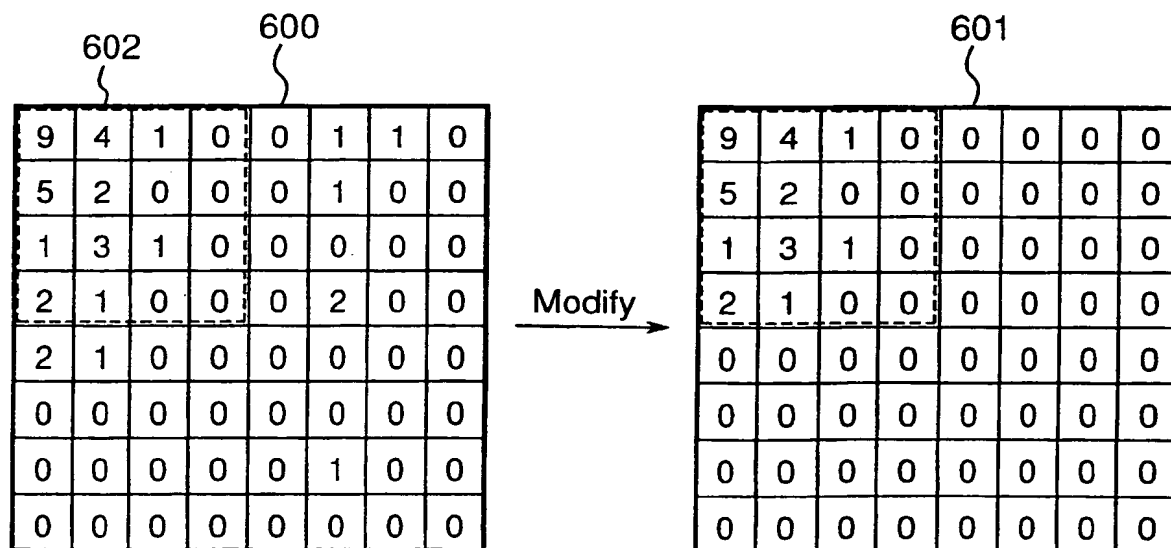 602 600 601
9 4 1 0 0 1 1 0 9 4 1 0 0 0 0 0
5 2 0 0 0 1 0 0 5 2 0 0 0 0 0 0
1 3 1 0 0 0 0 0 1 3 1 0 0 0 0 0
2 1 0 0 0 2 0 0 Modify 2 1 0 0 0 0 0 0
2 1 0 0 0 0 0 0 0 0 0 0 0 0 0 0
0 0 0 0 0 0 0 0 0 0 0 0 0 0 0 0
0 0 0 0 0 1 0 0 0 0 0 0 0 0 0 0
0 0 0 0 0 0 0 0 0 0 0 0 0 0 0 0